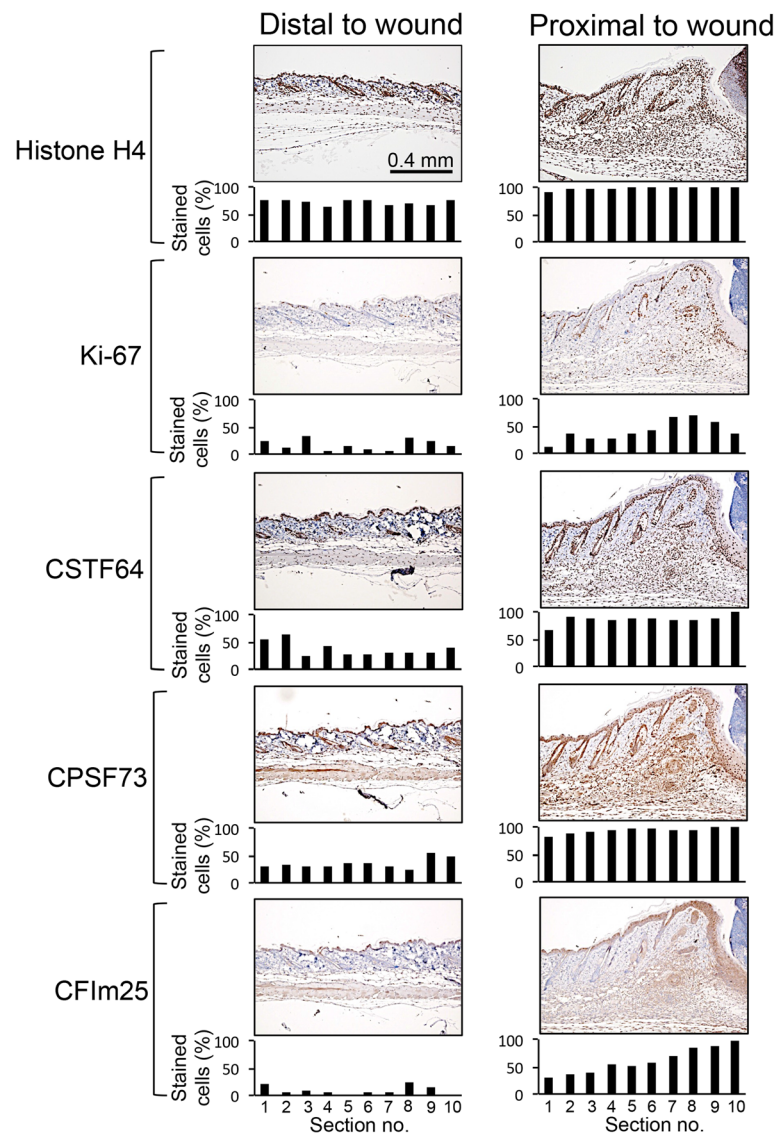 Distal to wound
Proximal to wound
Histone H4
0.4 mm
Stained cells (%)
100
50
0
100
50
0
Ki-67
Stained cells (%)
100
50
0
100
50
0
CSTF64
Stained cells (%)
100
50
0
100
50
0
CPSF73
Stained cells (%)
100
50
0
100
50
0
CFIm25
Stained cells (%)
100
50
0
100
50
0
1 2 3 4 5 6 7 8 9 10
Section no.
1 2 3 4 5 6 7 8 9 10
Section no.